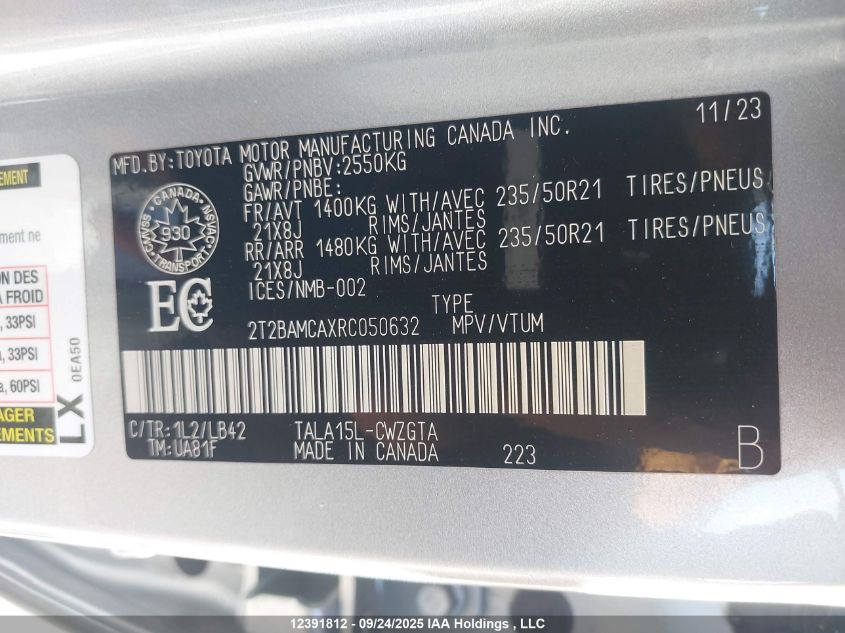 11/23
MFD.BY:TOYOTA MOTOR MANUFACTURING CANADA INC.
GVWR/PNBV:2550KG
GAWR/PNBE:
FR/AVT 1400KG WITH/AVEC 235/50R21 TIRES/PNEUS
21X8J RIMS/JANTES
RR/ARR 1480KG WITH/AVEC 235/50R21 TIRES/PNEUS
21X8J RIMS/JANTES
ICES/NMB-002
CANADA
930
TRANSPORT
EC
TYPE
2T2BAMCAXRC050632 MPV/VTUM
C/TR:1L2/LB42 TALA15L-CWZGTA
TM:UA81F MADE IN CANADA 223
B
ement ne
ON DES
A FROID
, 33PSI
a, 33PSI
a, 60PSI
LX 0EA50
12391812 - 09/24/2025 IAA Holdings , LLC